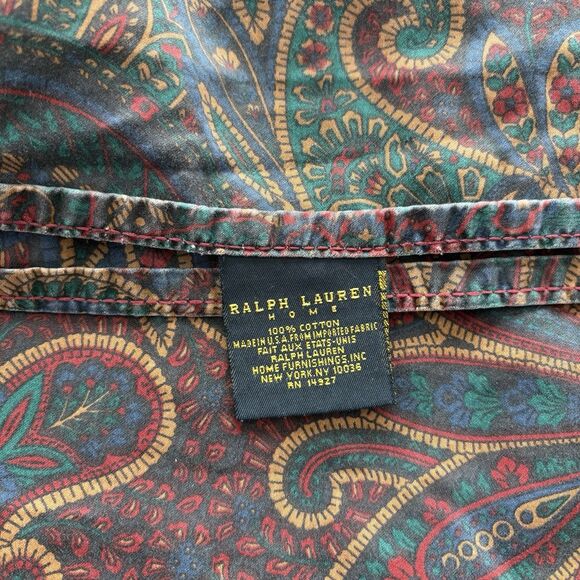 RALPH LAUREN
HOME
100% COTTON
MADE IN U.S.A. FROM IMPORTED FABRIC
FAIT AUX ETATS-UNIS
RALPH LAUREN
HOME FURNISHINGS, INC
NEW YORK, NY 10036
RN 14927